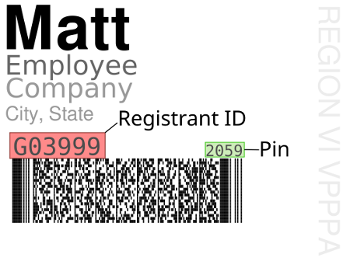 Matt
Employee
Company
City, State
Registrant ID
G03999
2059
Pin
REGION VI VPPPA